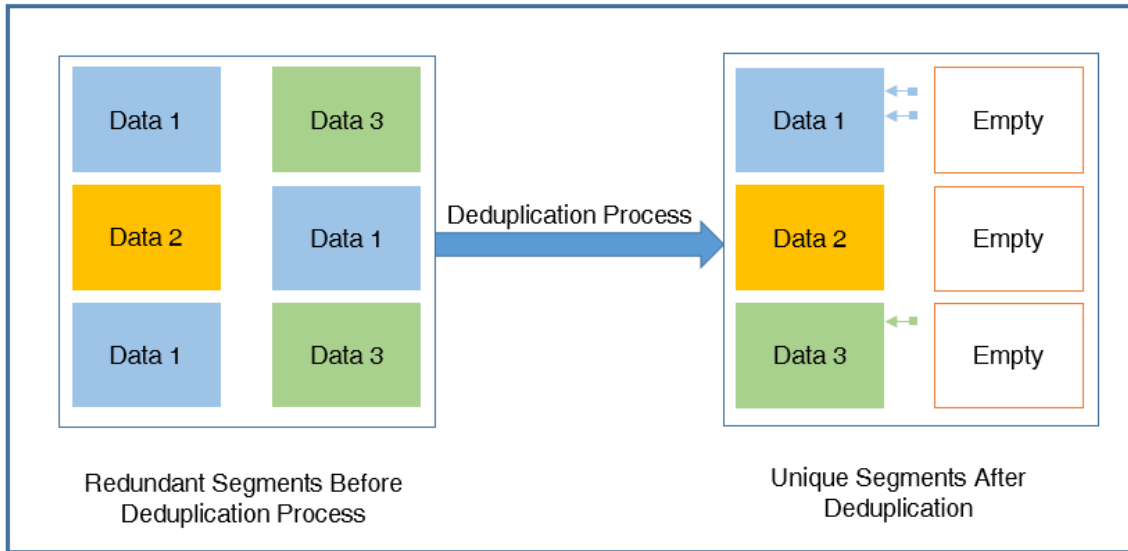 Data 1
Data 3
Data 2
Data 1
Data 1
Data 3
Redundant Segments Before
Deduplication Process
Deduplication Process
Data 1
Empty
Data 2
Empty
Data 3
Empty
Unique Segments After
Deduplication